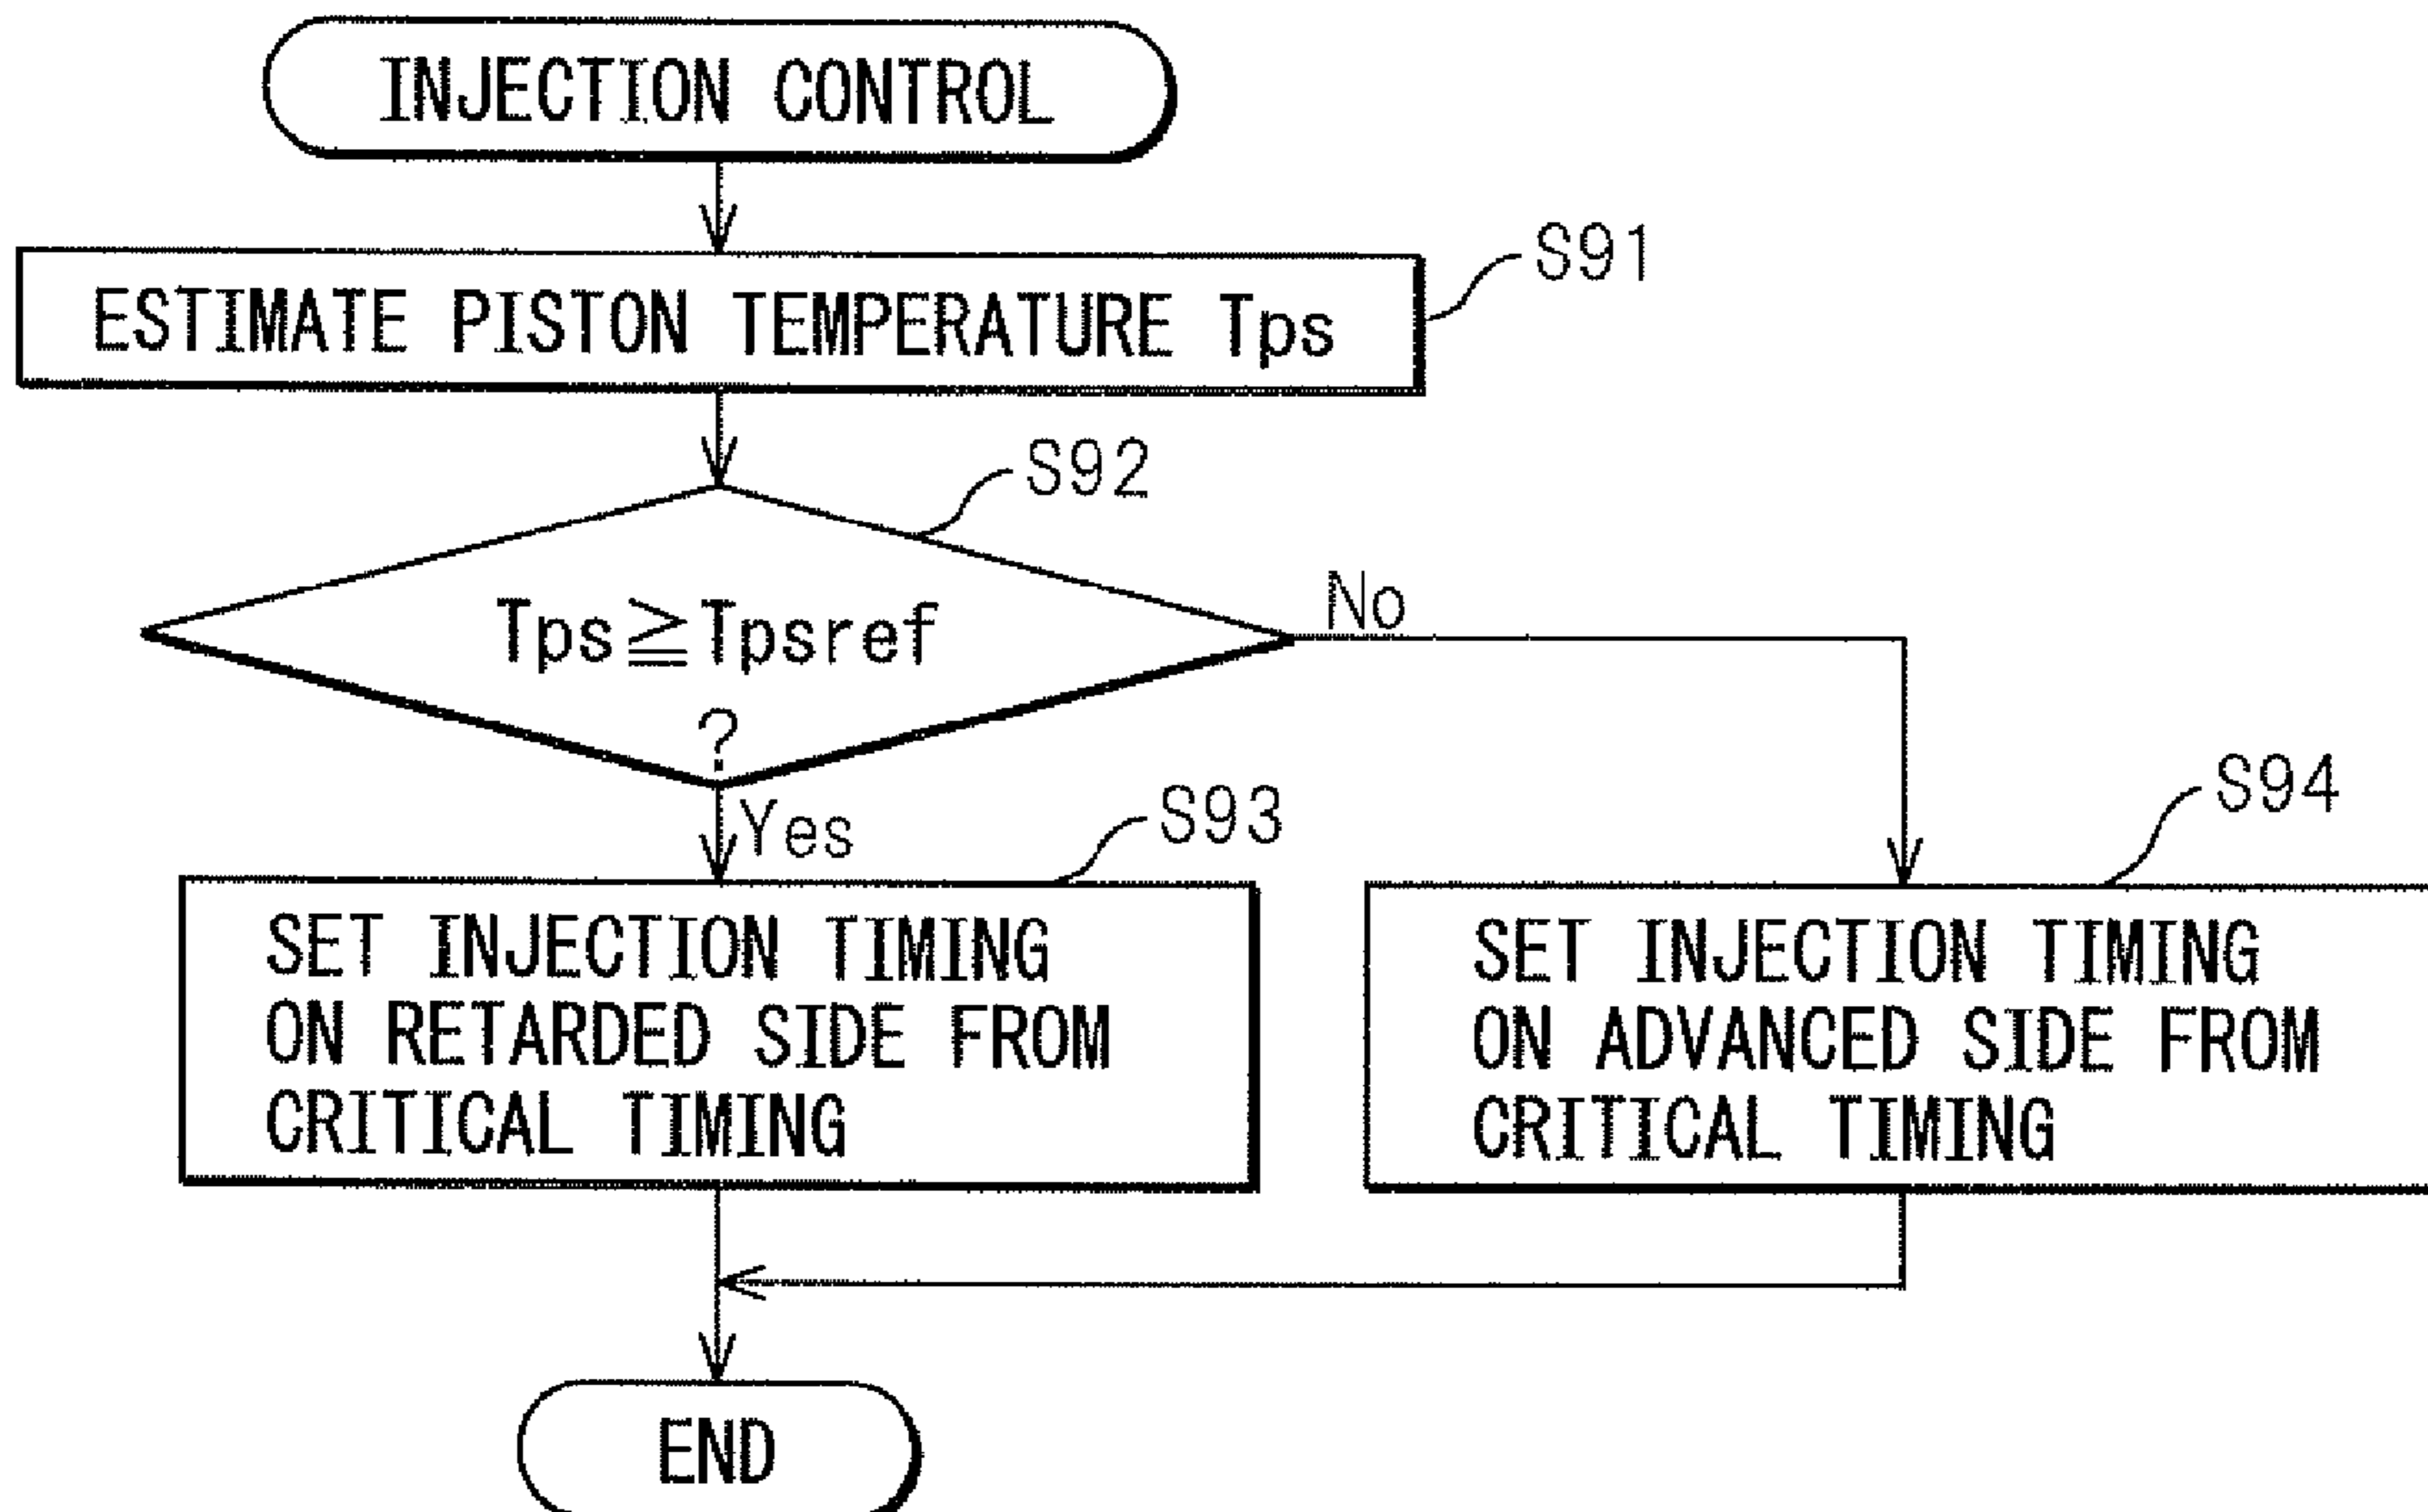 INJECTION CONTROL
S91
ESTIMATE PISTON TEMPERATURE Tps
S92
Tps≧Tpsref
?
No
Yes
S93
SET INJECTION TIMING
ON RETARDED SIDE FROM
CRITICAL TIMING
S94
SET INJECTION TIMING
ON ADVANCED SIDE FROM
CRITICAL TIMING
END